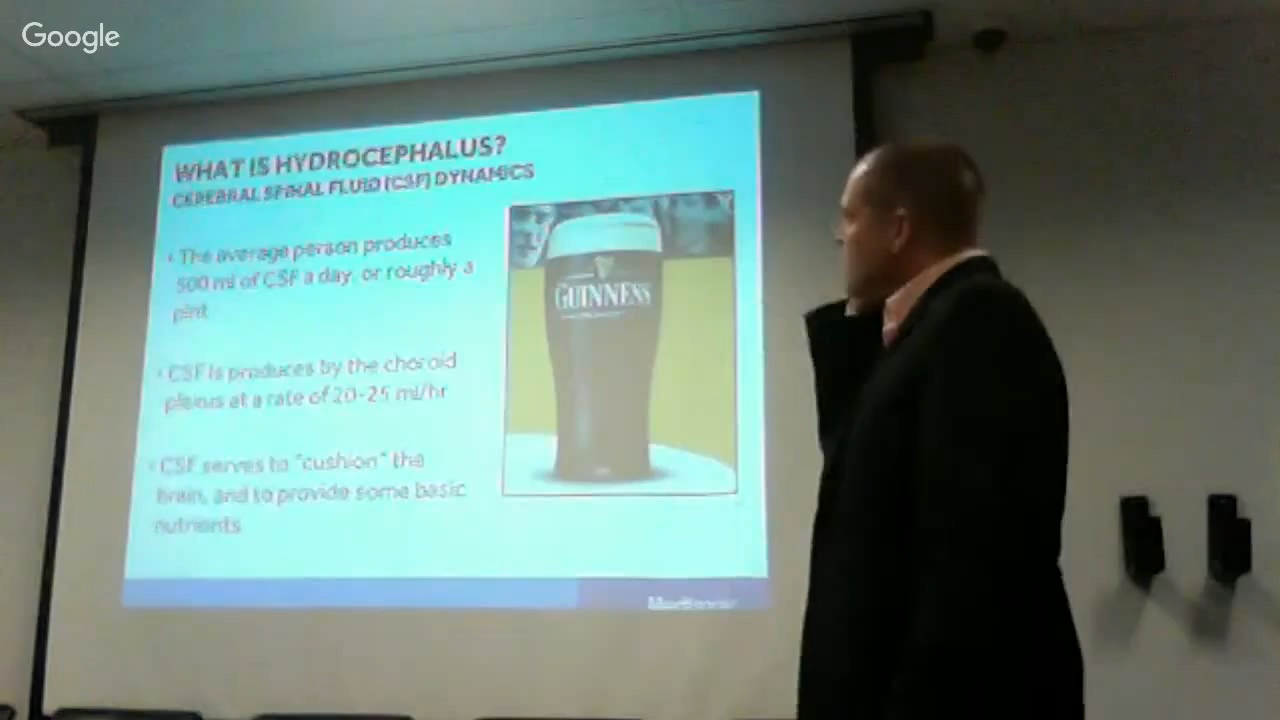 Google
WHAT IS HYDROCEPHALUS?
CEREBRAL SPINAL FLUID (CSF) DYNAMICS
The average person produces
500 ml of CSF a day, or roughly a
pint
CSF is produces by the choroid
plexus at a rate of 20-25 ml/hr
CSF serves to "cushion" the
brain, and to provide some basic
nutrients
GUINNESS